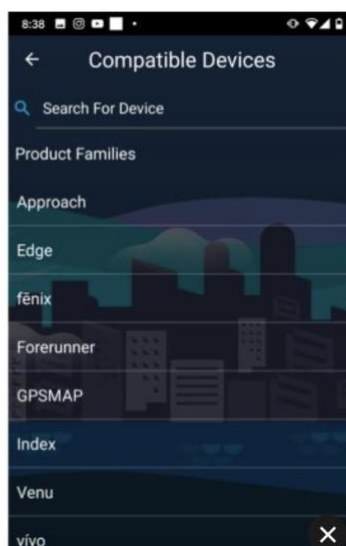 8:38
Compatible Devices
Search For Device
Product Families
Approach
Edge
fēnix
Forerunner
GPSMAP
Index
Venu
vívo